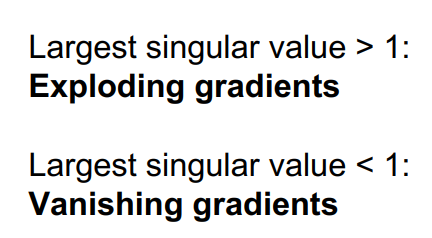 Largest singular value > 1:
Exploding gradients
Largest singular value < 1:
Vanishing gradients